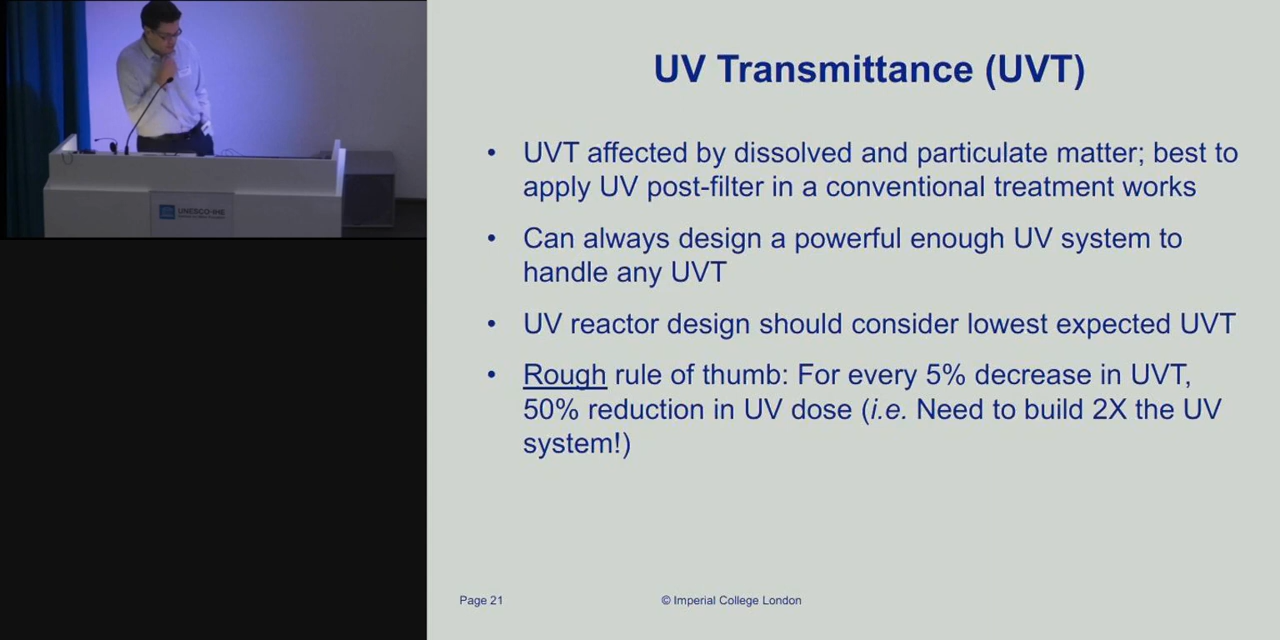 UV Transmittance (UVT)
• UVT affected by dissolved and particulate matter; best to
apply UV post-filter in a conventional treatment works
• Can always design a powerful enough UV system to
handle any UVT
• UV reactor design should consider lowest expected UVT
• Rough rule of thumb: For every 5% decrease in UVT,
50% reduction in UV dose (i.e. Need to build 2X the UV
system!)
Page 21
© Imperial College London
UNESCO-IHE